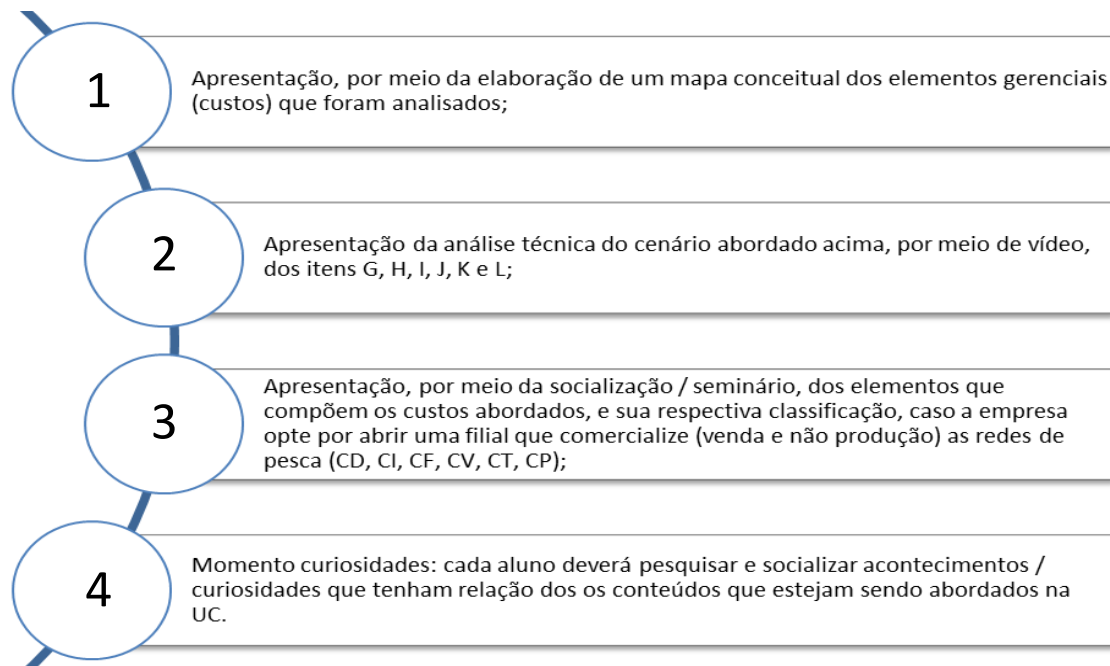 1
Apresentação, por meio da elaboração de um mapa conceitual dos elementos gerenciais
(custos) que foram analisados;
2
Apresentação da análise técnica do cenário abordado acima, por meio de vídeo,
dos itens G, H, I, J, K e L;
3
Apresentação, por meio da socialização / seminário, dos elementos que
compõem os custos abordados, e sua respectiva classificação, caso a empresa
opte por abrir uma filial que comercialize (venda e não produção) as redes de
pesca (CD, CI, CF, CV, CT, CP);
4
Momento curiosidades: cada aluno deverá pesquisar e socializar acontecimentos /
curiosidades que tenham relação dos os conteúdos que estejam sendo abordados na
UC.